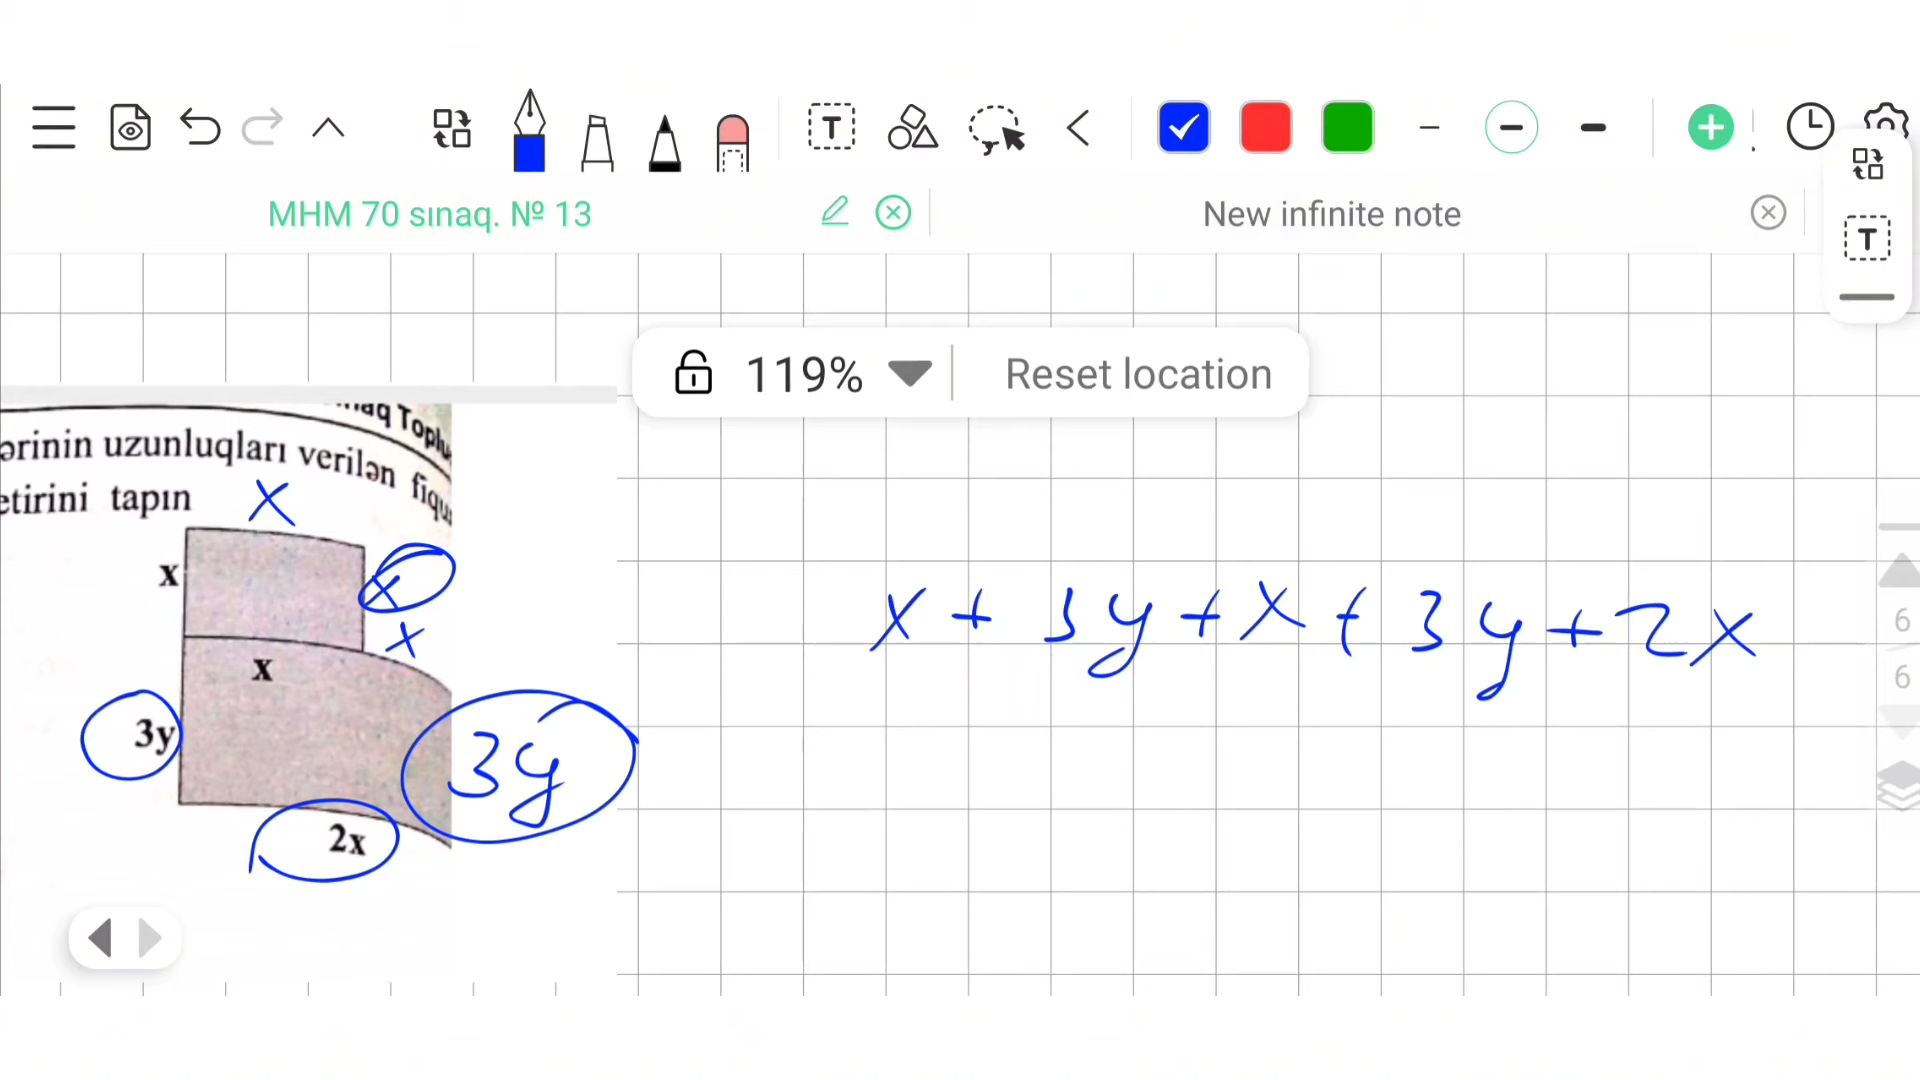 T
MHM 70 sınaq. № 13
New infinite note
T
119% Reset location
ərinin uzunluqları verilən fiqu
etirini tapın
x
x
x
x
x
3y
3y
2x
x + 3y + x + 3y + 2x
6
6